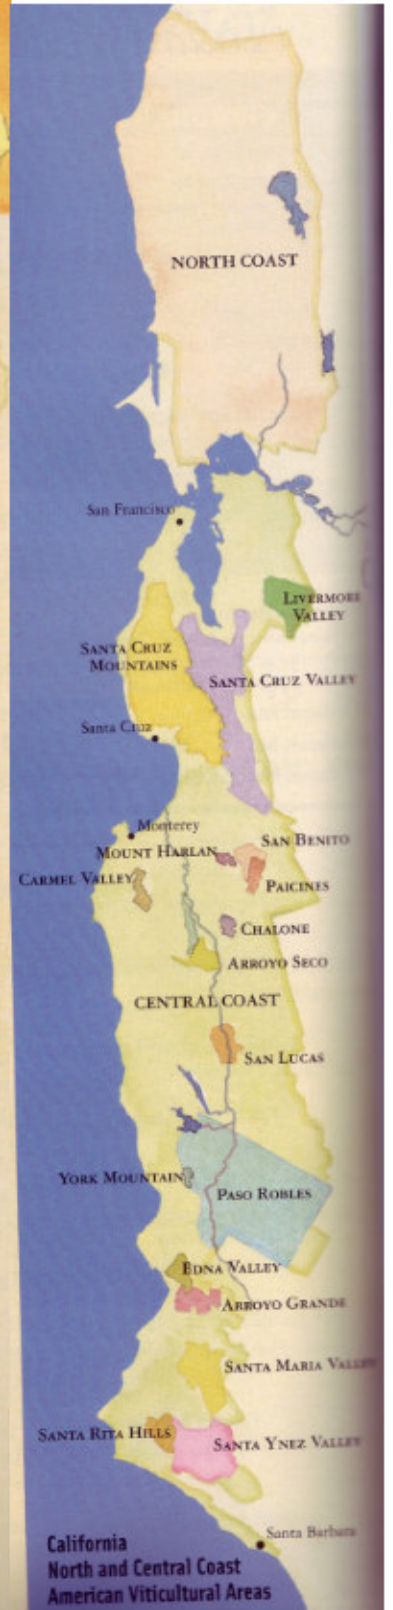 NORTH COAST
San Francisco
LIVERMORE
VALLEY
SANTA CRUZ
MOUNTAINS
SANTA CRUZ VALLEY
Santa Cruz
Monterey
MOUNT HARLAN
SAN BENITO
CARMEL VALLEY
PAICINES
CHALONE
ARROYO SECO
CENTRAL COAST
SAN LUCAS
YORK MOUNTAIN
PASO ROBLES
EDNA VALLEY
ARROYO GRANDE
SANTA MARIA VALLEY
SANTA RITA HILLS
SANTA YNEZ VALLEY
Santa Barbara
California
North and Central Coast
American Viticultural Areas